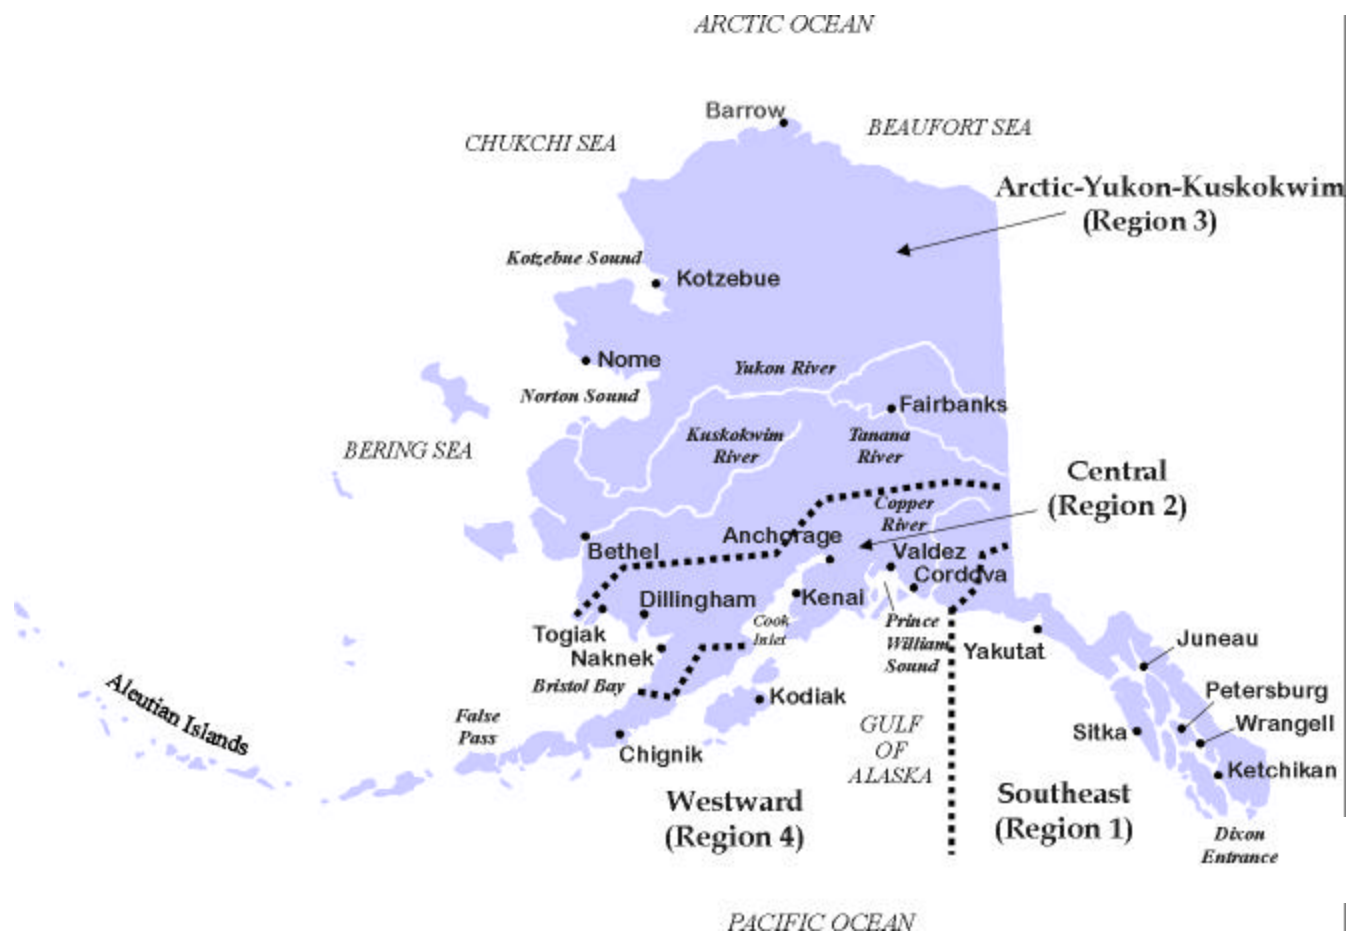 ARCTIC OCEAN
Barrow
BEAUFORT SEA
CHUKCHI SEA
Arctic-Yukon-Kuskokwim
(Region 3)
Kotzebue Sound
Kotzebue
Nome
Yukon River
Norton Sound
Fairbanks
Kuskokwim
River
Tanana
River
BERING SEA
Central
(Region 2)
Copper
River
Anchorage
Bethel
Valdez
Cordova
Dillingham
Kenai
Togiak
Cook
Inlet
Prince
William
Sound
Yakutat
Juneau
Naknek
Bristol Bay
Kodiak
Petersburg
Aleutian Islands
False
Pass
GULF
OF
ALASKA
Sitka
Wrangell
Chignik
Ketchikan
Westward
(Region 4)
Southeast
(Region 1)
Dixon
Entrance
PACIFIC OCEAN